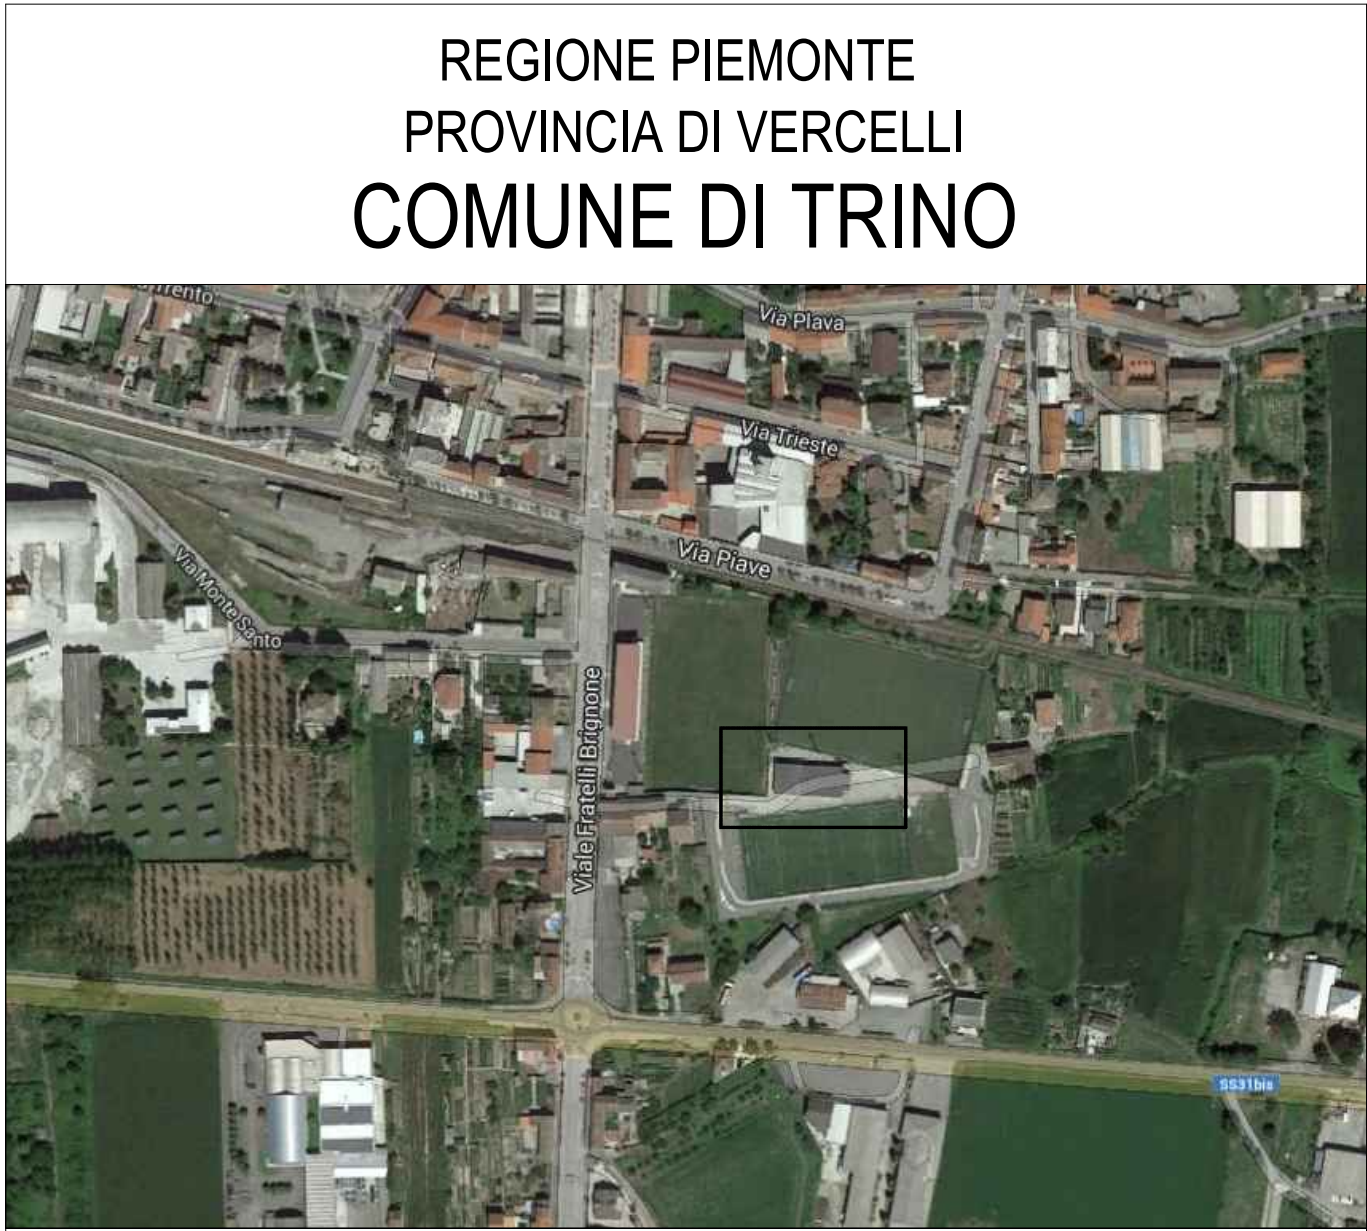 REGIONE PIEMONTE
PROVINCIA DI VERCELLI
COMUNE DI TRINO
Trento
Via Plava
Via Trieste
Via Piave
Via Monte Santo
Viale Fratelli Brignone
SS31bis